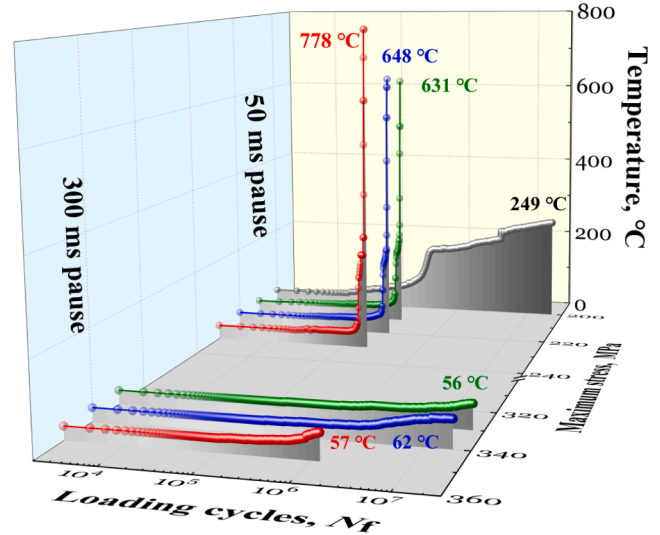 800
778 °C
648 °C
631 °C
600
400
249 °C
200
0
Temperature, °C
50 ms pause
300 ms pause
200
220
240
320
340
360
Maximum stress, MPa
56 °C
57 °C
62 °C
10⁴
10⁵
10⁶
10⁷
Loading cycles, Nf